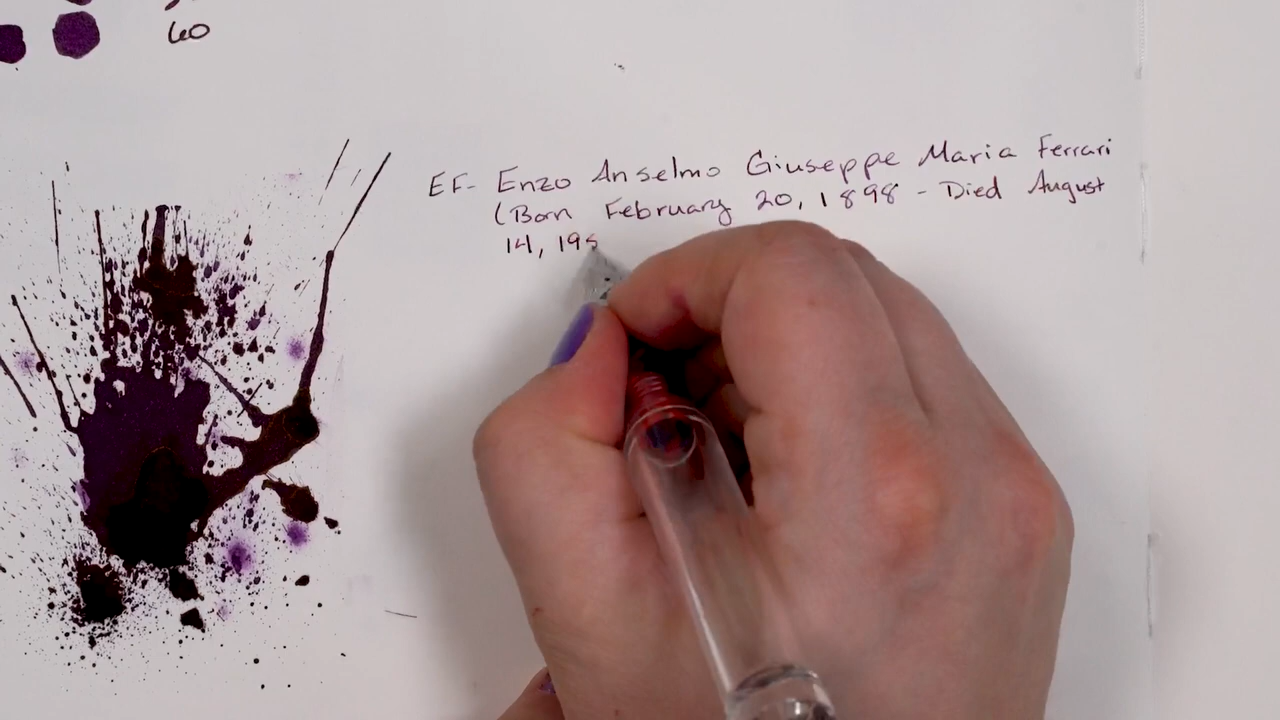 60
EF- Enzo Anselmo Giuseppe Maria Ferrari
(Born February 20, 1898 - Died August
14, 19